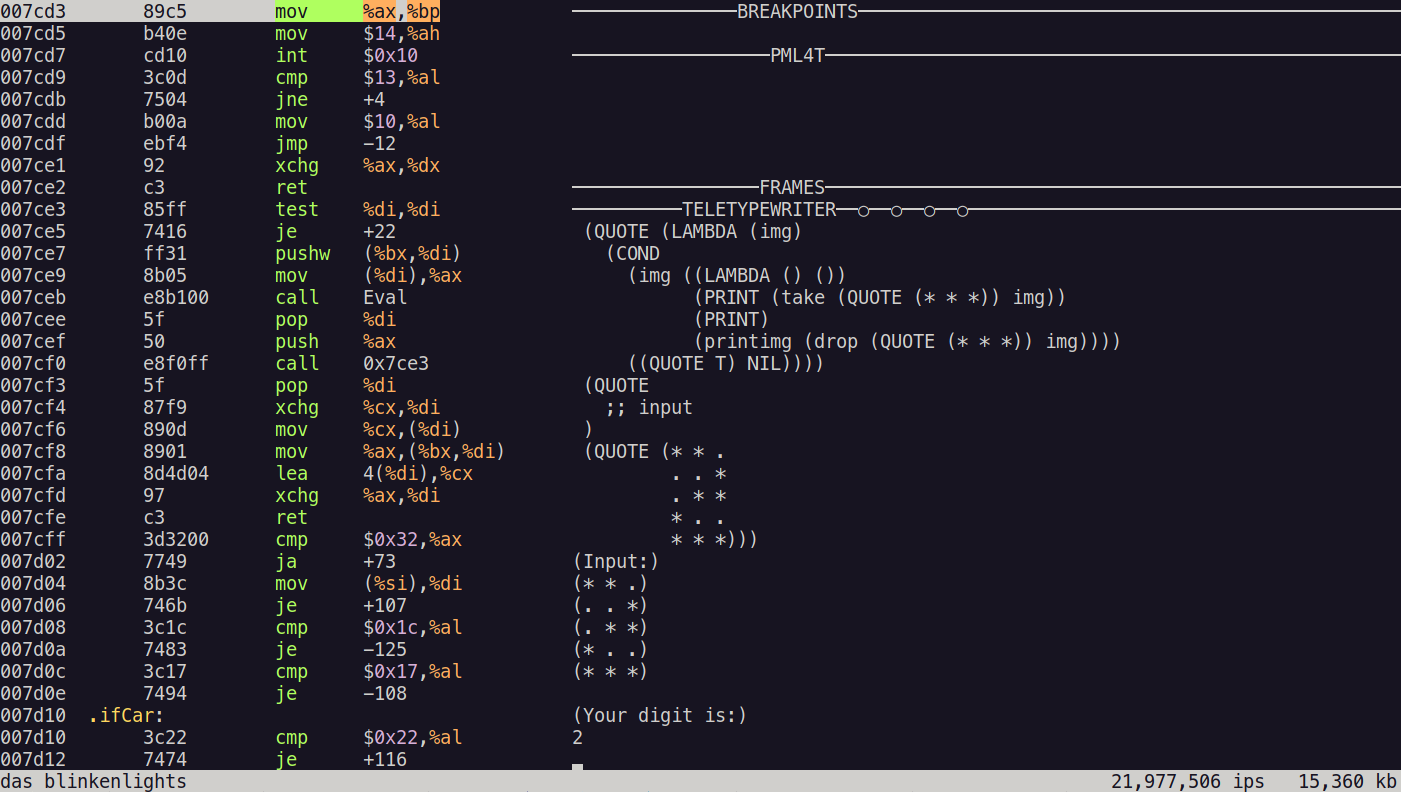 007cd3 89c5 mov %ax,%bp
007cd5 b40e mov $14,%ah
007cd7 cd10 int $0x10
007cd9 3c0d cmp $13,%al
007cdb 7504 jne +4
007cdd b00a mov $10,%al
007cdf ebf4 jmp −12
007ce1 92 xchg %ax,%dx
007ce2 c3 ret
007ce3 85ff test %di,%di
007ce5 7416 je +22
007ce7 ff31 pushw (%bx,%di)
007ce9 8b05 mov (%di),%ax
007ceb e8b100 call Eval
007cee 5f pop %di
007cef 50 push %ax
007cf0 e8f0ff call 0x7ce3
007cf3 5f pop %di
007cf4 87f9 xchg %cx,%di
007cf6 890d mov %cx,(%di)
007cf8 8901 mov %ax,(%bx,%di)
007cfa 8d4d04 lea 4(%di),%cx
007cfd 97 xchg %ax,%di
007cfe c3 ret
007cff 3d3200 cmp $0x32,%ax
007d02 7749 ja +73
007d04 8b3c mov (%si),%di
007d06 746b je +107
007d08 3c1c cmp $0x1c,%al
007d0a 7483 je −125
007d0c 3c17 cmp $0x17,%al
007d0e 7494 je −108
007d10 .ifCar:
007d10 3c22 cmp $0x22,%al
007d12 7474 je +116
BREAKPOINTS
PML4T
FRAMES
TELETYPEWRITER
(QUOTE (LAMBDA (img)
(COND
(img ((LAMBDA () ())
(PRINT (take (QUOTE (* * *)) img))
(PRINT)
(printimg (drop (QUOTE (* * *)) img))))
((QUOTE T) NIL))))
(QUOTE
;; input
)
(QUOTE (* * .
. . *
. * *
* . .
* * *)))
(Input:)
(* * .)
(. . *)
(. * *)
(* . .)
(* * *)
(Your digit is:)
2
das blinkenlights 21,977,506 ips 15,360 kb